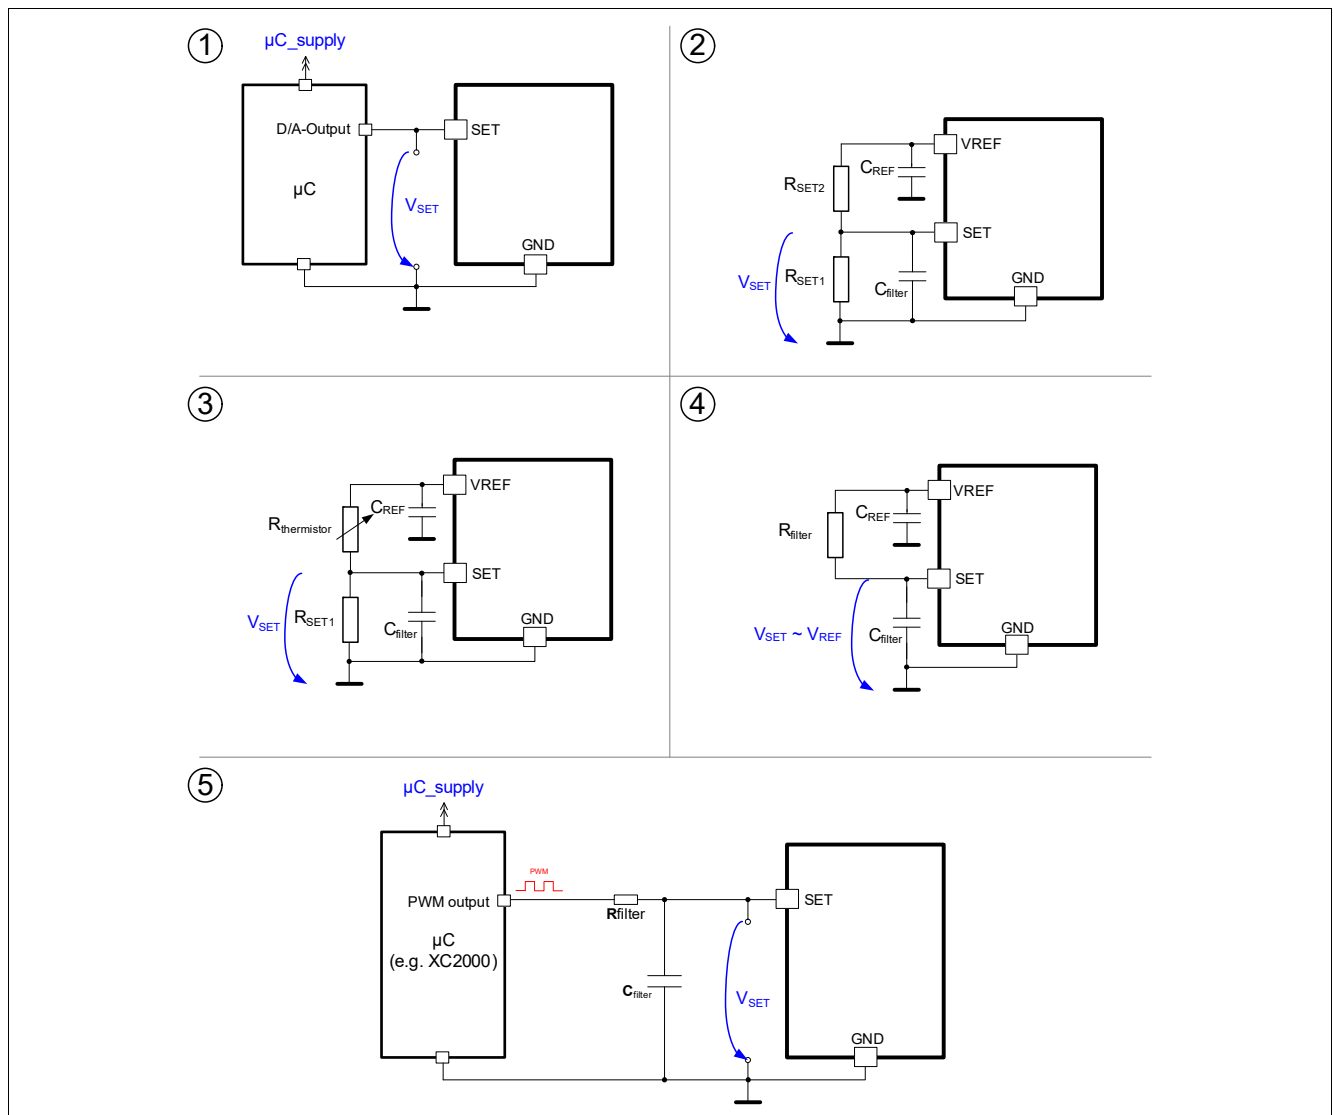 1
µC_supply
D/A-Output
SET
µC
VSET
GND
2
VREF
CREF
RSET2
SET
VSET
RSET1
Cfilter
GND
3
VREF
CREF
Rthermistor
SET
VSET
RSET1
Cfilter
GND
4
VREF
CREF
Rfilter
SET
VSET ~ VREF
Cfilter
GND
5
µC_supply
PWM
PWM output
SET
Rfilter
µC
(e.g. XC2000)
Cfilter
VSET
GND